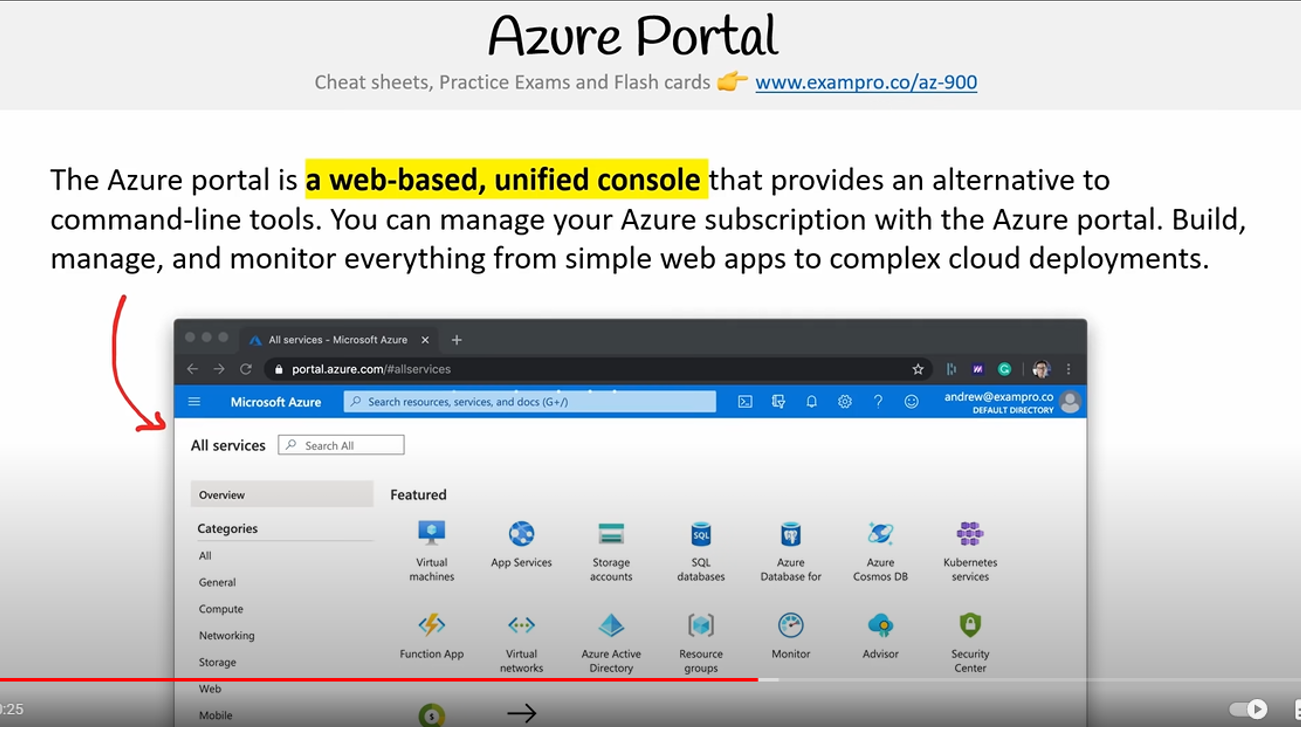 Azure Portal
Cheat sheets, Practice Exams and Flash cards 👉 www.exampro.co/az-900
The Azure portal is a web-based, unified console that provides an alternative to
command-line tools. You can manage your Azure subscription with the Azure portal. Build,
manage, and monitor everything from simple web apps to complex cloud deployments.
All services - Microsoft Azure
portal.azure.com/#allservices
Microsoft Azure
Search resources, services, and docs (G+/)
andrew@exampro.co
DEFAULT DIRECTORY
All services
Search All
Overview
Categories
All
General
Compute
Networking
Storage
Web
Mobile
Featured
Virtual
machines
App Services
Storage
accounts
SQL
SQL
databases
Azure
Database for
Azure
Cosmos DB
Kubernetes
services
Function App
Virtual
networks
Azure Active
Directory
Resource
groups
Monitor
Advisor
Security
Center
:25